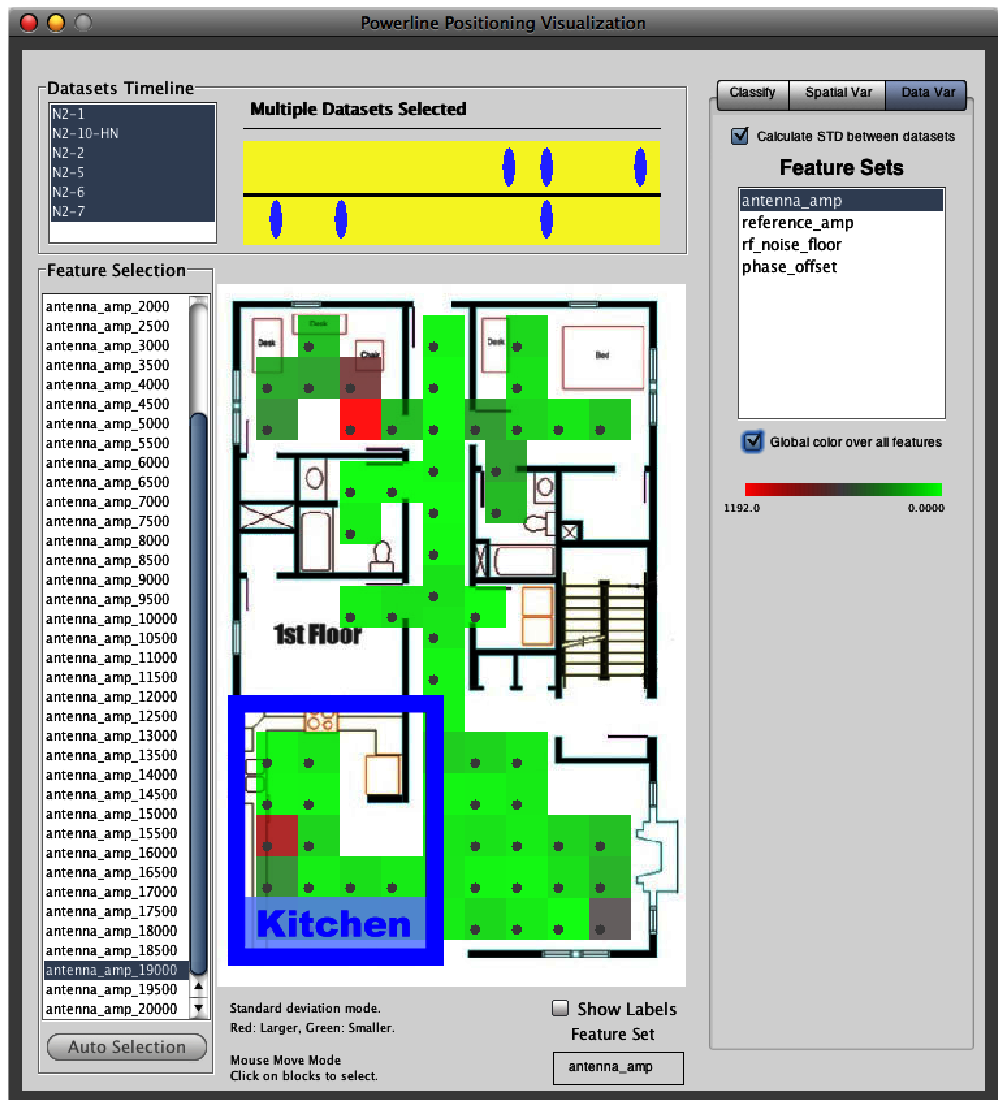 Powerline Positioning Visualization
Datasets Timeline
N2-1
N2-10-HN
N2-2
N2-5
N2-6
N2-7
Multiple Datasets Selected
Classify
Spatial Var
Data Var
Calculate STD between datasets
Feature Sets
antenna_amp
reference_amp
rf_noise_floor
phase_offset
Global color over all features
1192.0
0.0000
Feature Selection
antenna_amp_2000
antenna_amp_2500
antenna_amp_3000
antenna_amp_3500
antenna_amp_4000
antenna_amp_4500
antenna_amp_5000
antenna_amp_5500
antenna_amp_6000
antenna_amp_6500
antenna_amp_7000
antenna_amp_7500
antenna_amp_8000
antenna_amp_8500
antenna_amp_9000
antenna_amp_9500
antenna_amp_10000
antenna_amp_10500
antenna_amp_11000
antenna_amp_11500
antenna_amp_12000
antenna_amp_12500
antenna_amp_13000
antenna_amp_13500
antenna_amp_14000
antenna_amp_14500
antenna_amp_15000
antenna_amp_15500
antenna_amp_16000
antenna_amp_16500
antenna_amp_17000
antenna_amp_17500
antenna_amp_18000
antenna_amp_18500
antenna_amp_19000
antenna_amp_19500
antenna_amp_20000
Auto Selection
Desk
Desk
Chair
Desk
Bed
1st Floor
Kitchen
Standard deviation mode.
Red: Larger, Green: Smaller.
Mouse Move Mode
Click on blocks to select.
Show Labels
Feature Set
antenna_amp